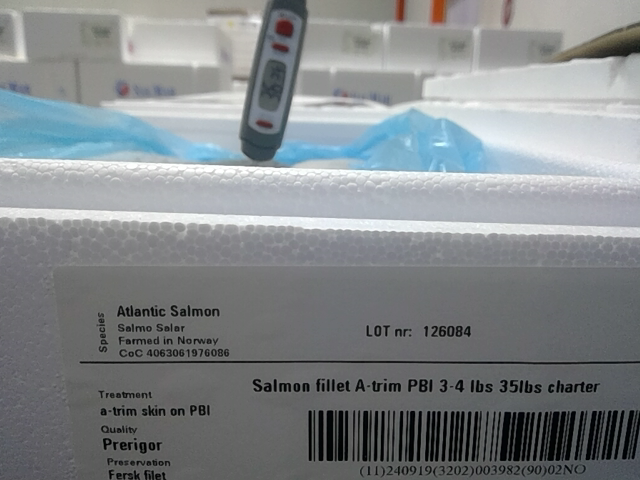 Species
Atlantic Salmon
Salmo Salar
Farmed in Norway
CoC 4063061976086
LOT nr: 126084
Salmon fillet A-trim PBI 3-4 lbs 35lbs charter
Treatment
a-trim skin on PBI
Quality
Prerigor
Preservation
Fersk filet
(11)240919(3202)003982(90)02NO